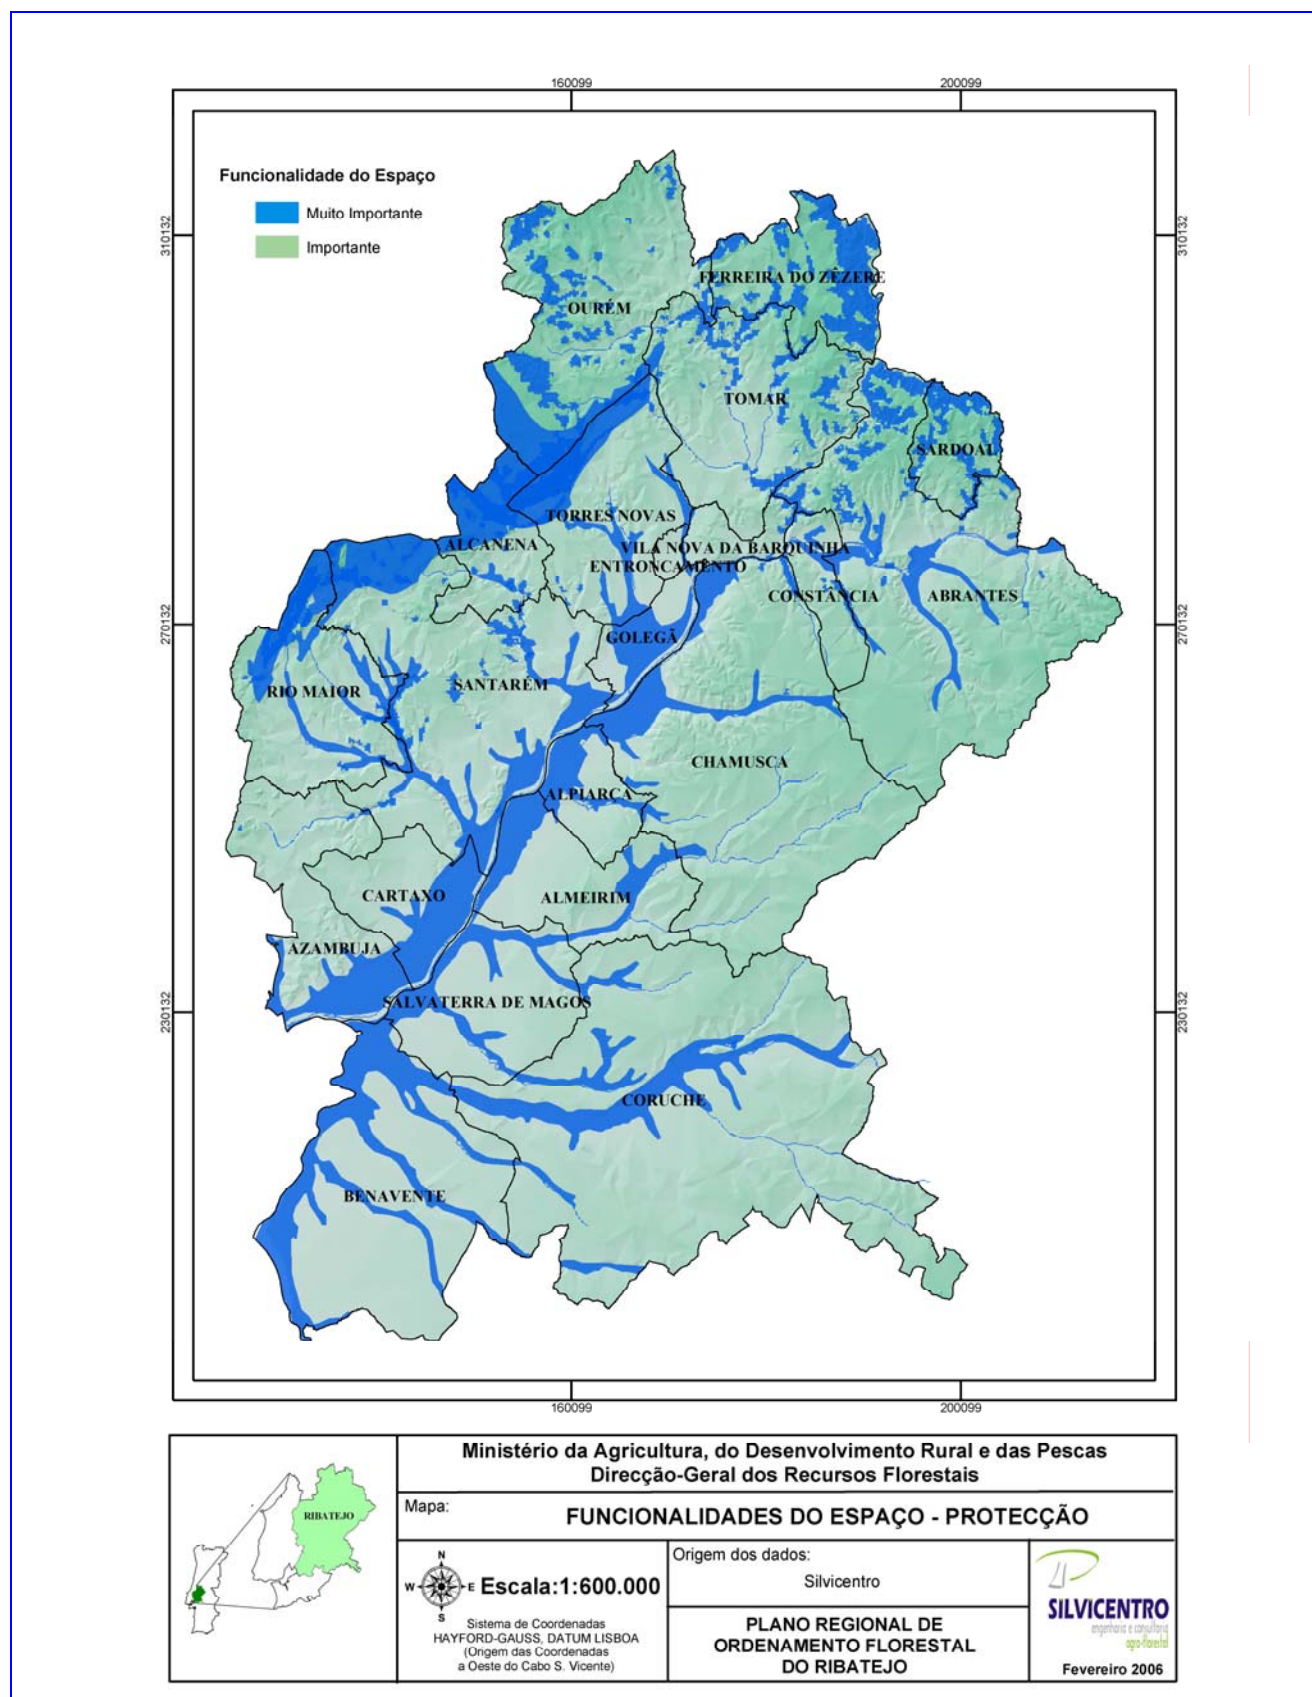 160099
200099
Funcionalidade do Espaço
Muito Importante
Importante
310132
310132
FERREIRA DO ZÊZERE
OURÉM
TOMAR
SARDOAL
TORRES NOVAS
ALCANENA
VILA NOVA DA BARQUINHA
ENTRONCAMENTO
CONSTÂNCIA
ABRANTES
270132
270132
GOLEGÃ
SANTARÉM
RIO MAIOR
CHAMUSCA
ALPIARCA
CARTAXO
ALMEIRIM
AZAMBUJA
SALVATERRA DE MAGOS
230132
230132
CORUCHE
BENAVENTE
160099
200099
Ministério da Agricultura, do Desenvolvimento Rural e das Pescas
Direcção-Geral dos Recursos Florestais
Mapa:
FUNCIONALIDADES DO ESPAÇO - PROTECÇÃO
RIBATEJO
N
W
E
S
Escala:1:600.000
Sistema de Coordenadas
HAYFORD-GAUSS, DATUM LISBOA
(Origem das Coordenadas
a Oeste do Cabo S. Vicente)
Origem dos dados:
Silvicentro
PLANO REGIONAL DE
ORDENAMENTO FLORESTAL
DO RIBATEJO
SILVICENTRO
engenharia e consultoria
agro-florestal
Fevereiro 2006